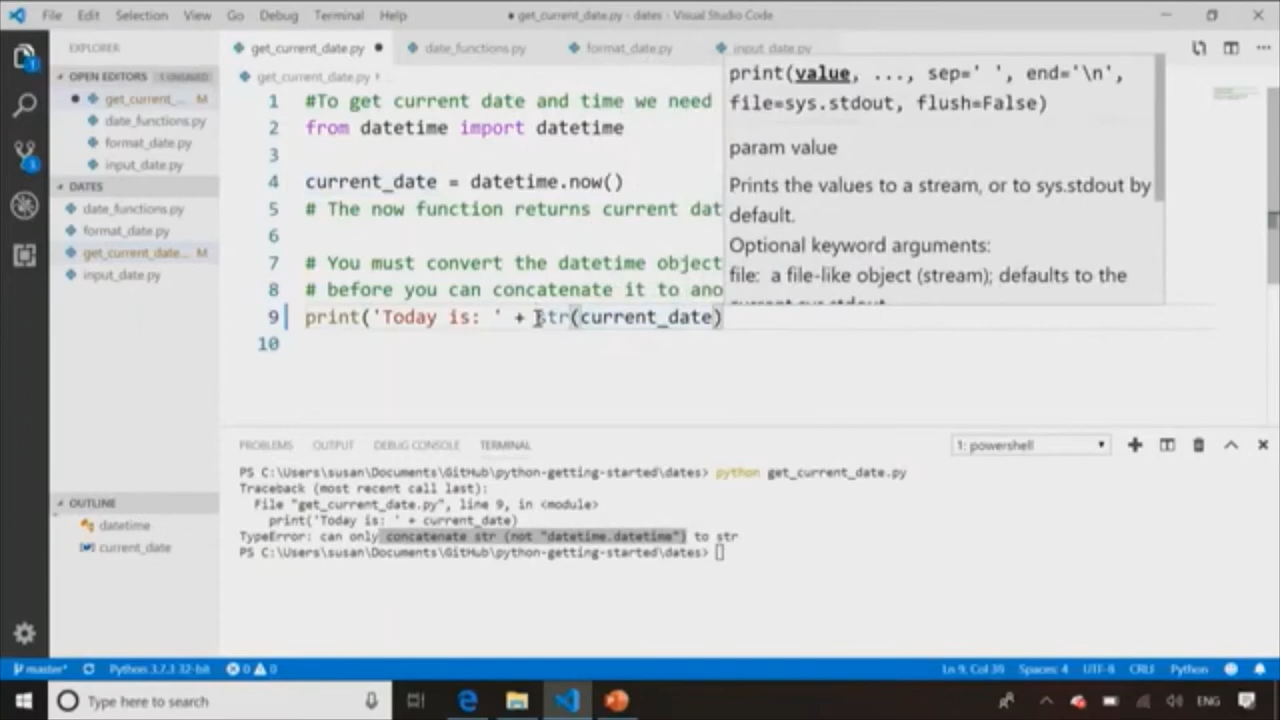 File Edit Selection View Go Debug Terminal Help
● get_current_date.py - dates - Visual Studio Code
EXPLORER
get_current_date.py ●
date_functions.py
format_date.py
input_date.py
OPEN EDITORS 1 UNSAVED
● get_current_... M
date_functions.py
format_date.py
input_date.py
DATES
date_functions.py
format_date.py
get_current_date... M
input_date.py
OUTLINE
datetime
current_date
get_current_date.py › ...
1 #To get current date and time we need
2 from datetime import datetime
3
4 current_date = datetime.now()
5 # The now function returns current dat
6
7 # You must convert the datetime object
8 # before you can concatenate it to ano
9 print('Today is: ' + str(current_date)
10
print(value, ..., sep=' ', end='\n',
file=sys.stdout, flush=False)
param value
Prints the values to a stream, or to sys.stdout by
default.
Optional keyword arguments:
file: a file-like object (stream); defaults to the
current sys.stdout.
PROBLEMS OUTPUT DEBUG CONSOLE TERMINAL
1: powershell
PS C:\Users\susan\Documents\GitHub\python-getting-started\dates> python get_current_date.py
Traceback (most recent call last):
File "get_current_date.py", line 9, in <module>
print('Today is: ' + current_date)
TypeError: can only concatenate str (not "datetime.datetime") to str
PS C:\Users\susan\Documents\GitHub\python-getting-started\dates>
master* Python 3.7.3 32-bit 0 0
Ln 9, Col 39 Spaces: 4 UTF-8 CRLF Python
Type here to search
ENG